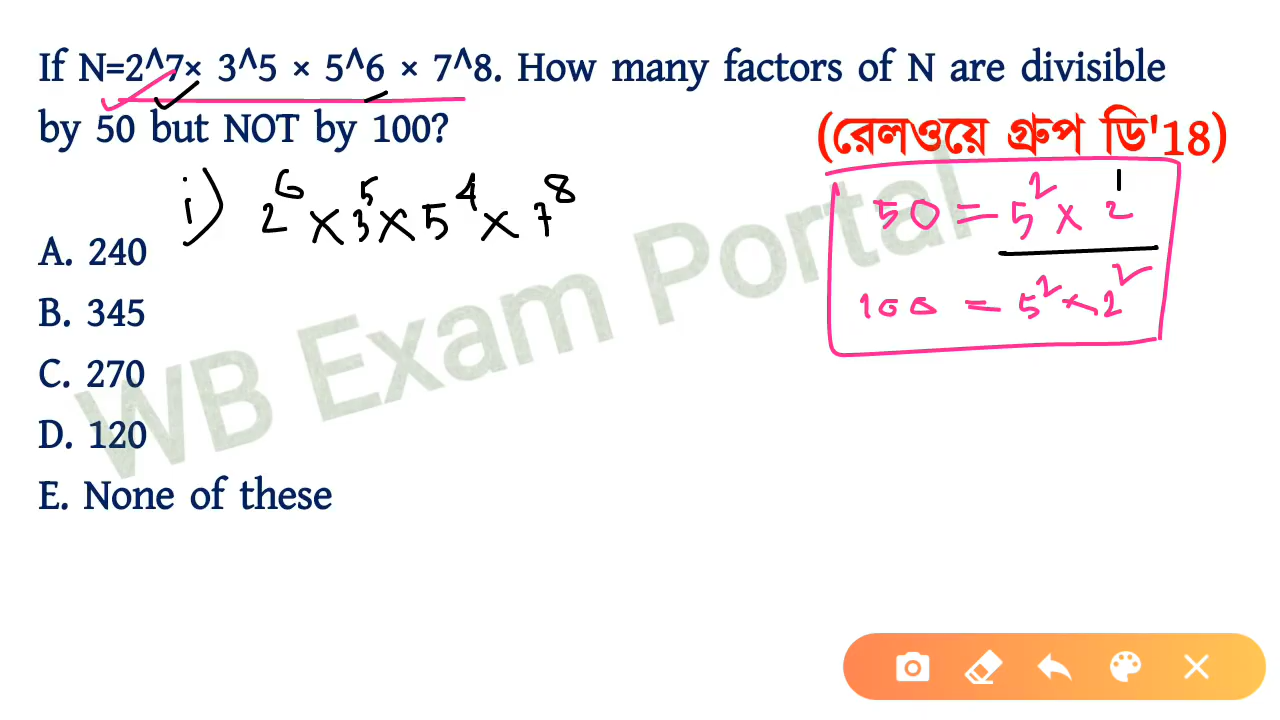 If N=2^7× 3^5 × 5^6 × 7^8. How many factors of N are divisible
by 50 but NOT by 100?
(রেলওয়ে গ্রুপ ডি'18)
i) 2^6 × 3^5 × 5^4 × 7^8
50 = 5^2 × 2^1
100 = 5^2 × 2^2
A. 240
B. 345
C. 270
D. 120
E. None of these
WB Exam Portal